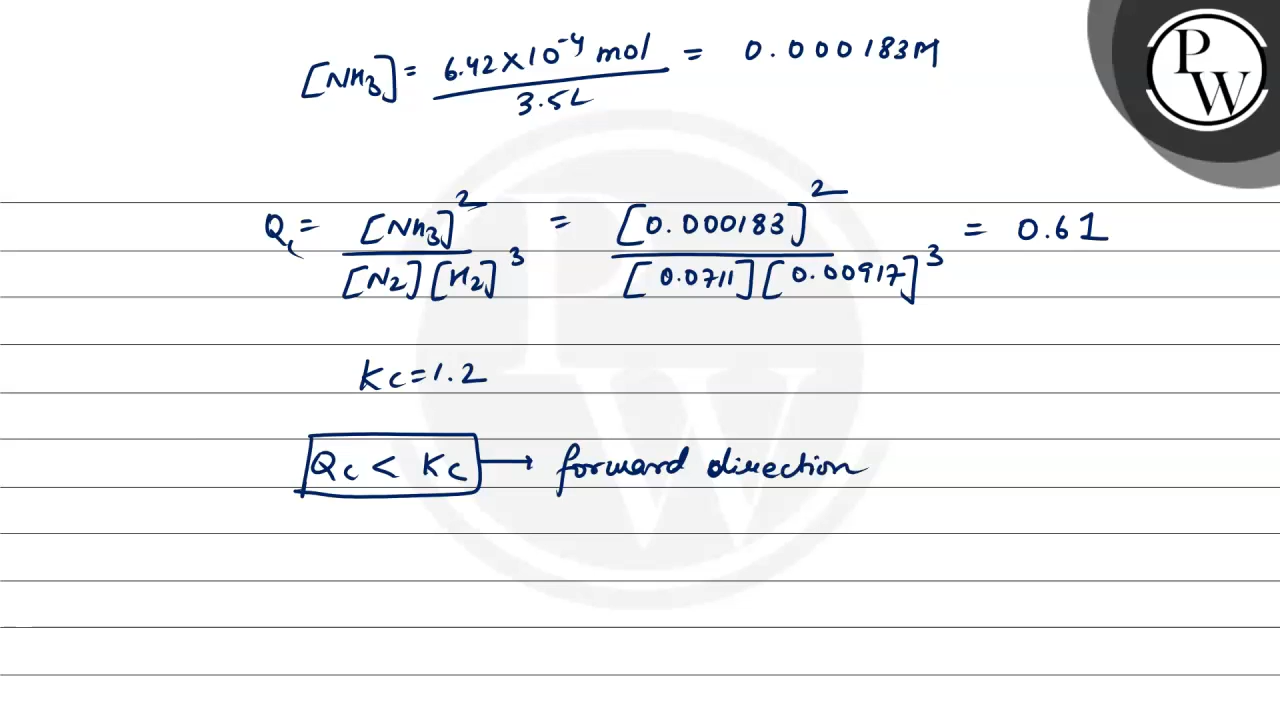 P W
[NH3] = 6.42×10^-4 mol / 3.5L = 0.000183M
Qc = [NH3]^2 / [N2][H2]^3 = [0.000183]^2 / [0.0711][0.00917]^3 = 0.61
Kc=1.2
Qc < Kc → forward direction
PW